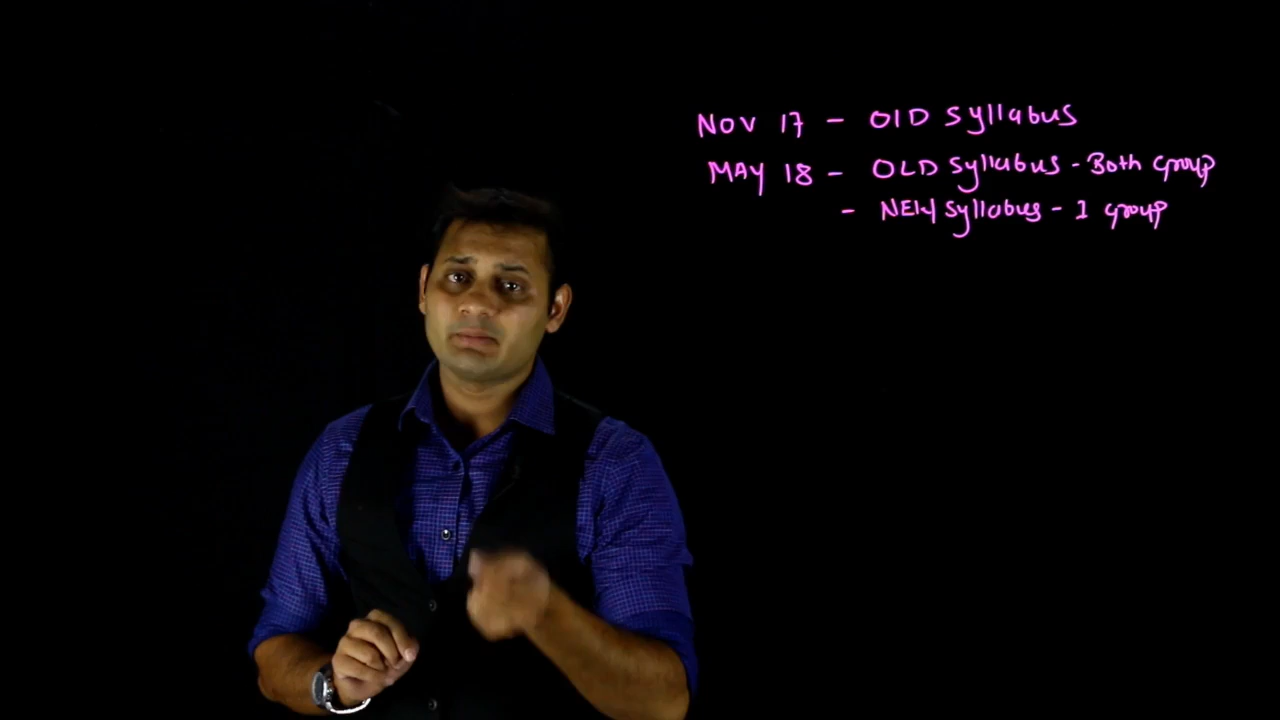 NOV 17 - OlD Syllabus
MAY 18 - OLD Syllabus - Both group
- NEW Syllabus - 1 group